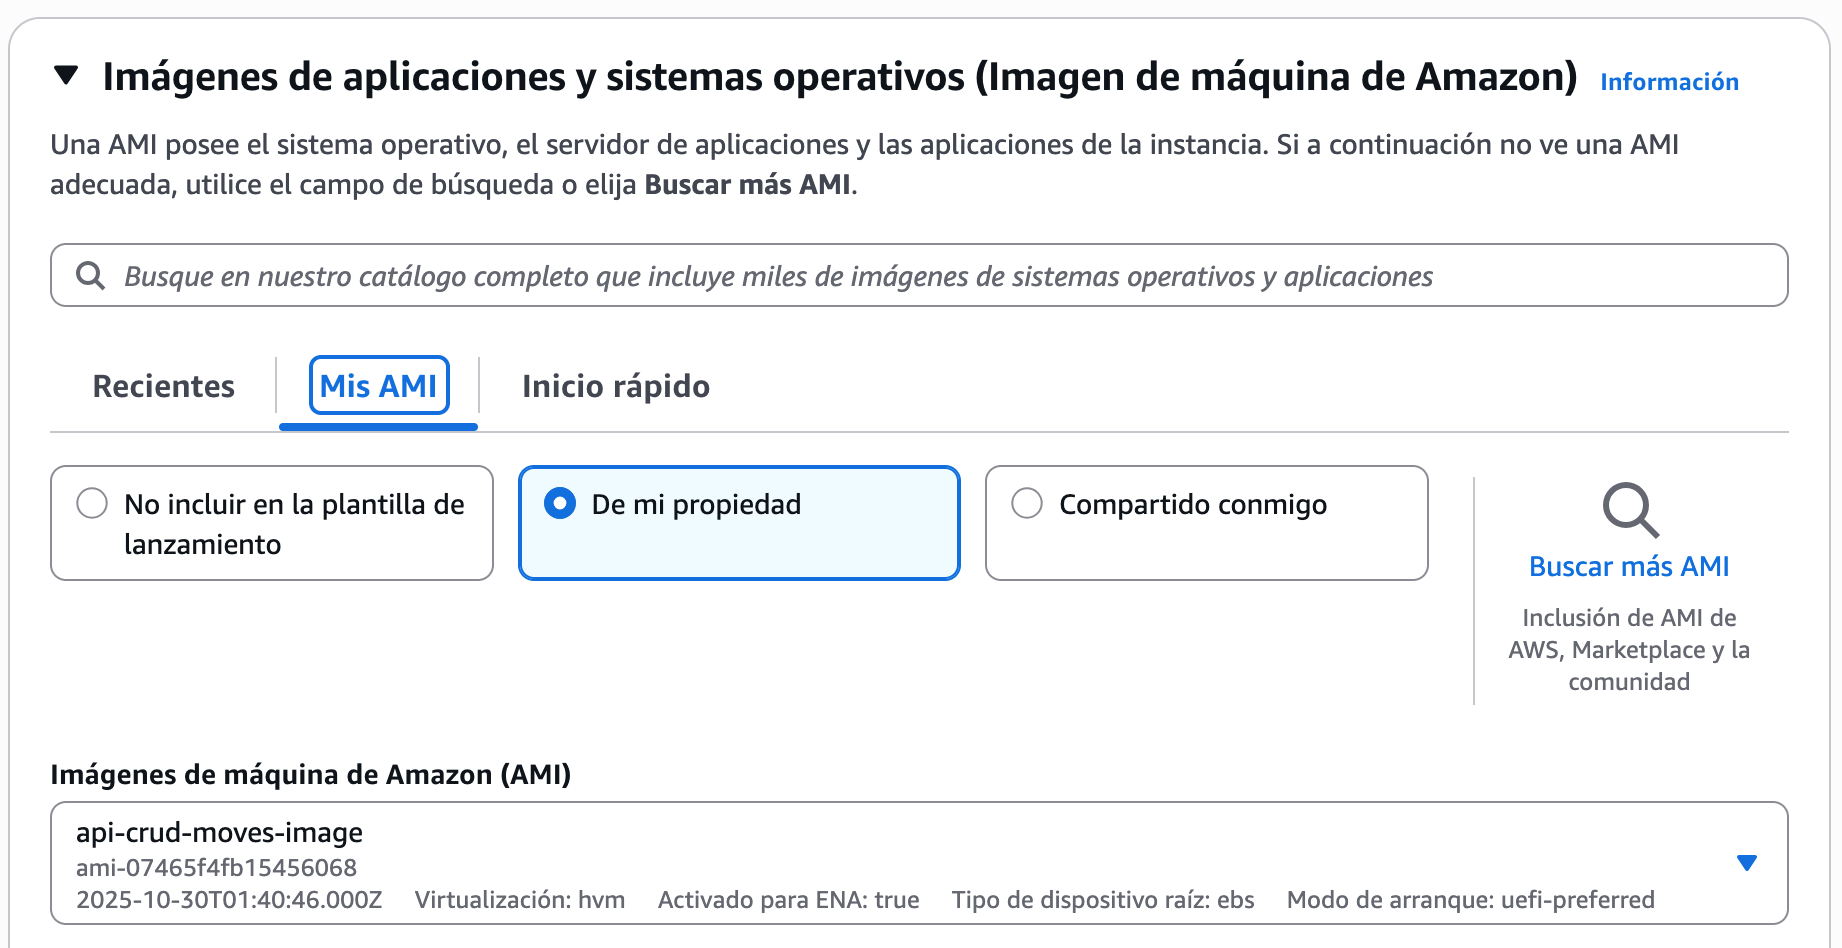 Imágenes de aplicaciones y sistemas operativos (Imagen de máquina de Amazon) Información
Una AMI posee el sistema operativo, el servidor de aplicaciones y las aplicaciones de la instancia. Si a continuación no ve una AMI
adecuada, utilice el campo de búsqueda o elija Buscar más AMI.
Busque en nuestro catálogo completo que incluye miles de imágenes de sistemas operativos y aplicaciones
Recientes
Mis AMI
Inicio rápido
No incluir en la plantilla de
lanzamiento
De mi propiedad
Compartido conmigo
Buscar más AMI
Inclusión de AMI de
AWS, Marketplace y la
comunidad
Imágenes de máquina de Amazon (AMI)
api-crud-moves-image
ami-07465f4fb15456068
2025-10-30T01:40:46.000Z Virtualización: hvm Activado para ENA: true Tipo de dispositivo raíz: ebs Modo de arranque: uefi-preferred